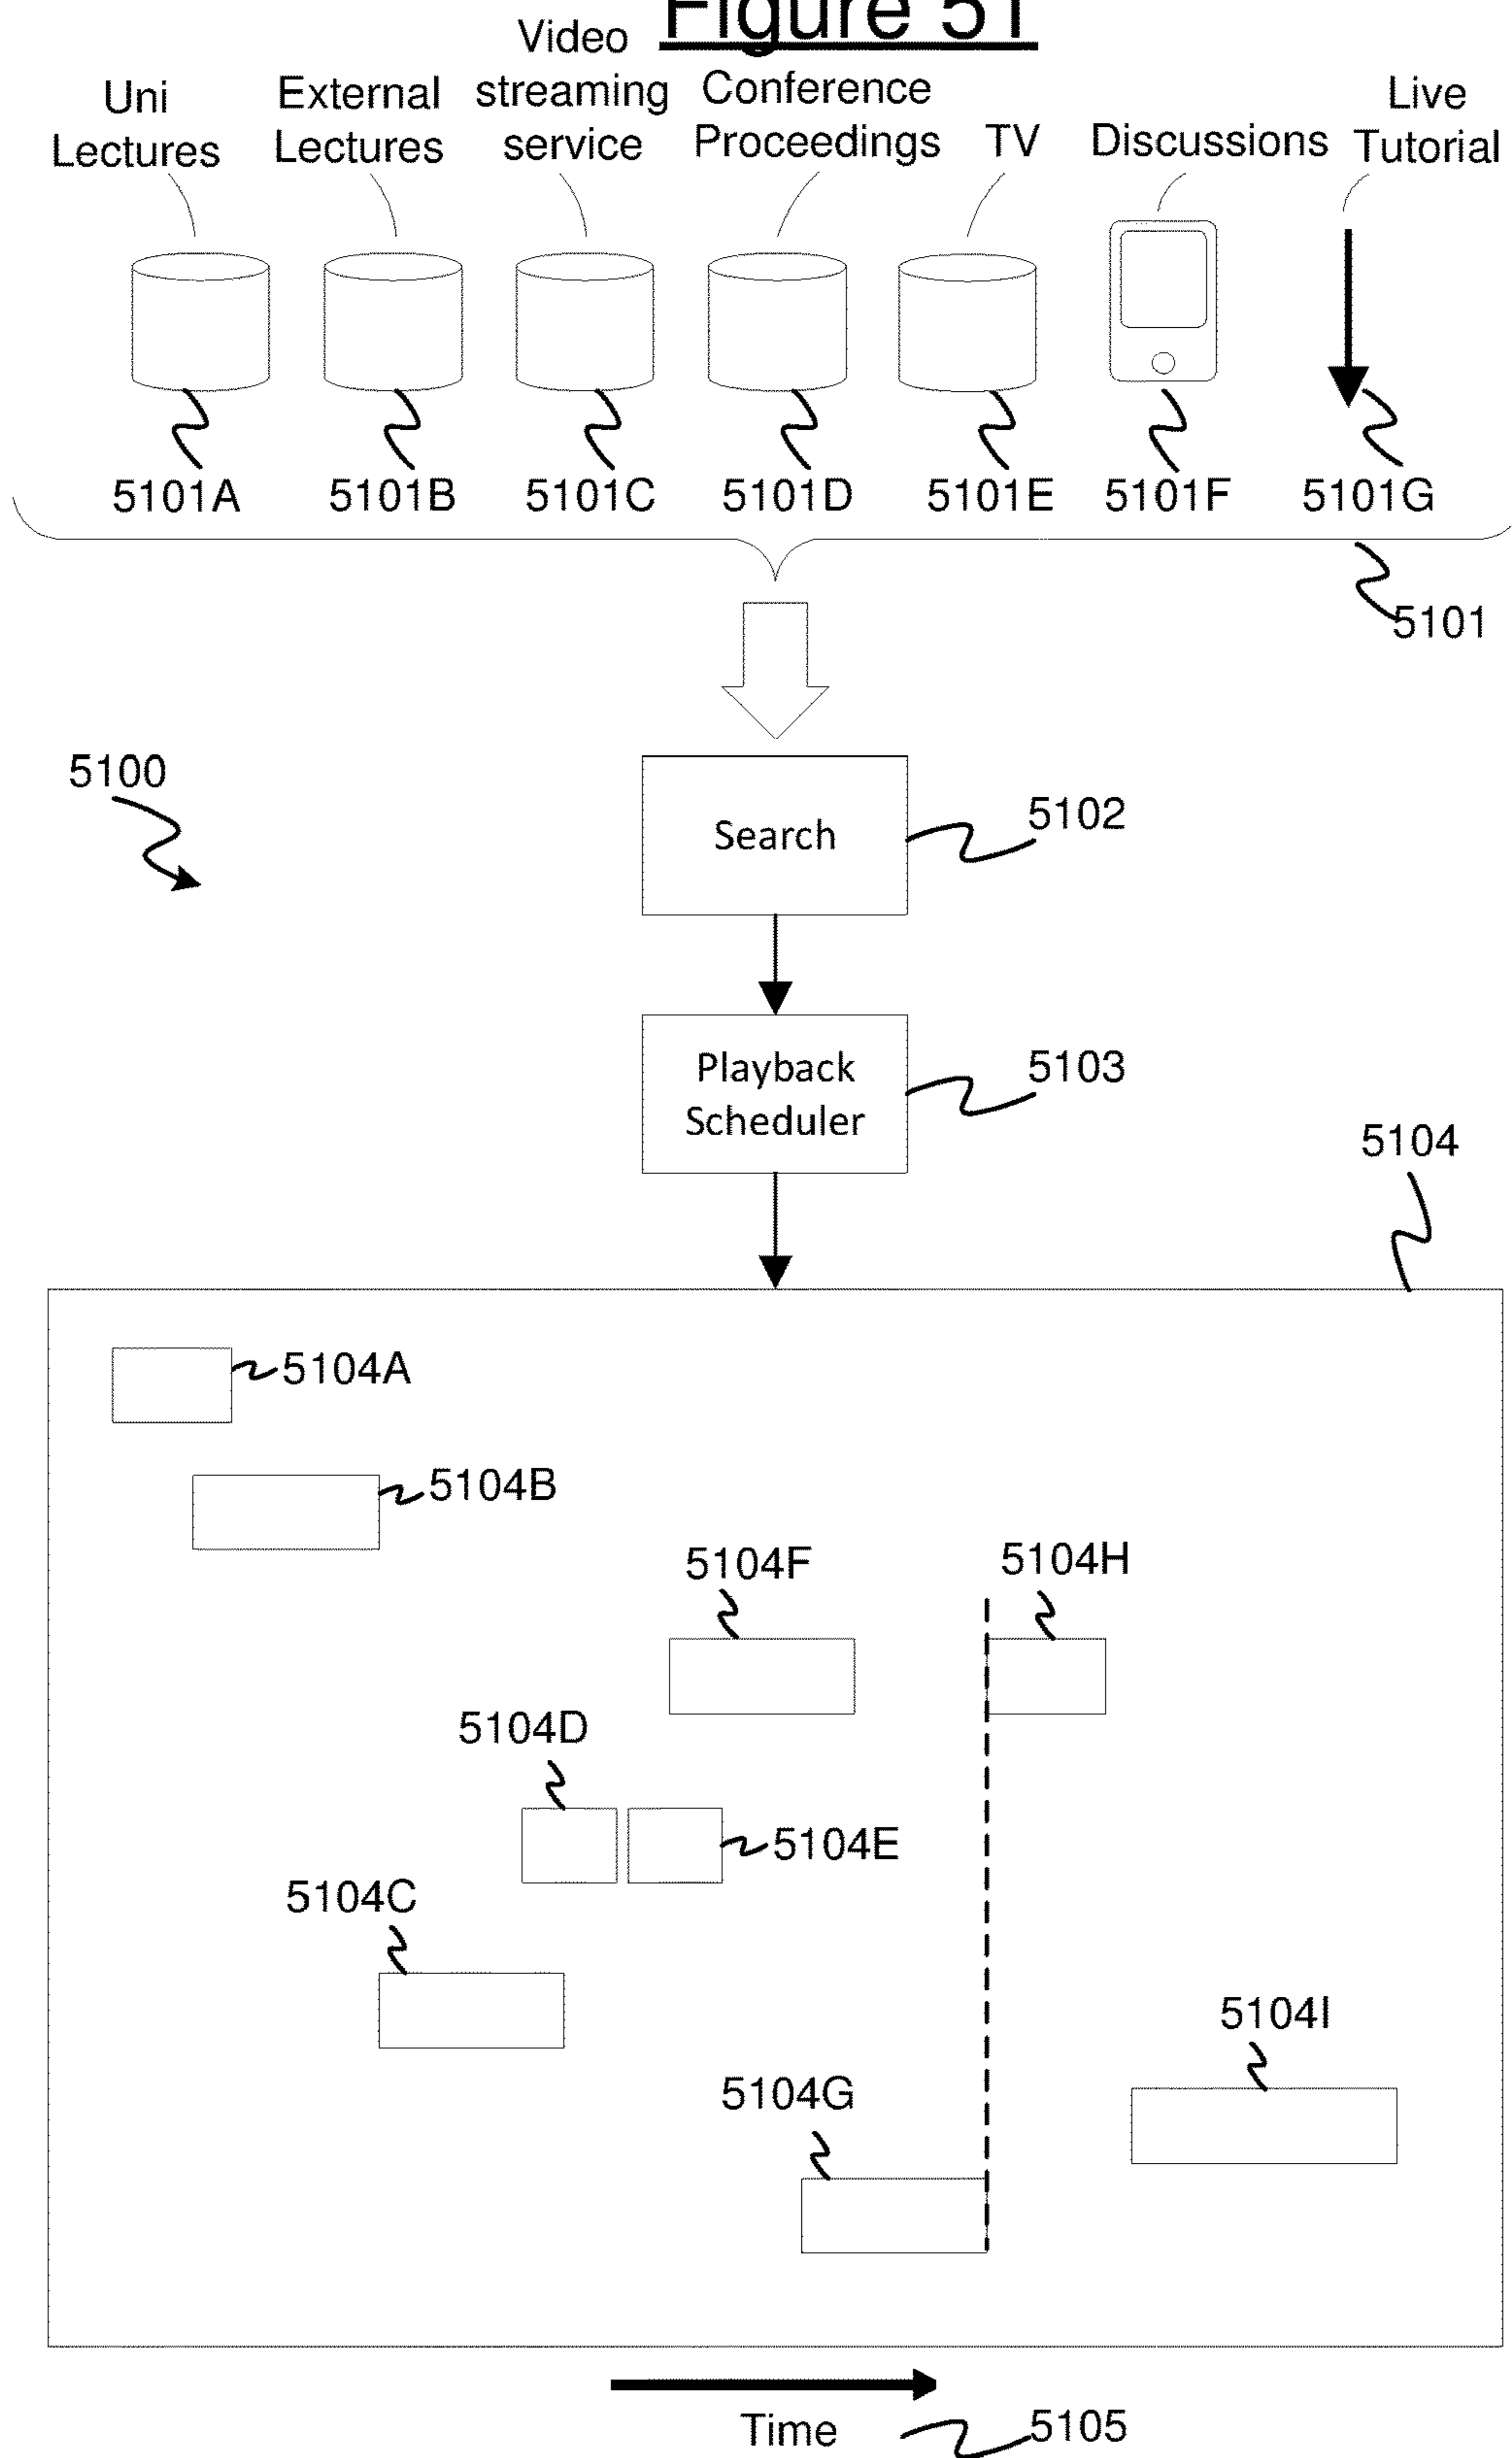 Figure 51
Uni
Lectures
External
Lectures
Video
streaming
service
Conference
Proceedings
TV
Discussions
Live
Tutorial
5101A
5101B
5101C
5101D
5101E
5101F
5101G
5101
5100
Search
5102
Playback
Scheduler
5103
5104
5104A
5104B
5104F
5104H
5104D
5104E
5104C
5104I
5104G
Time
5105